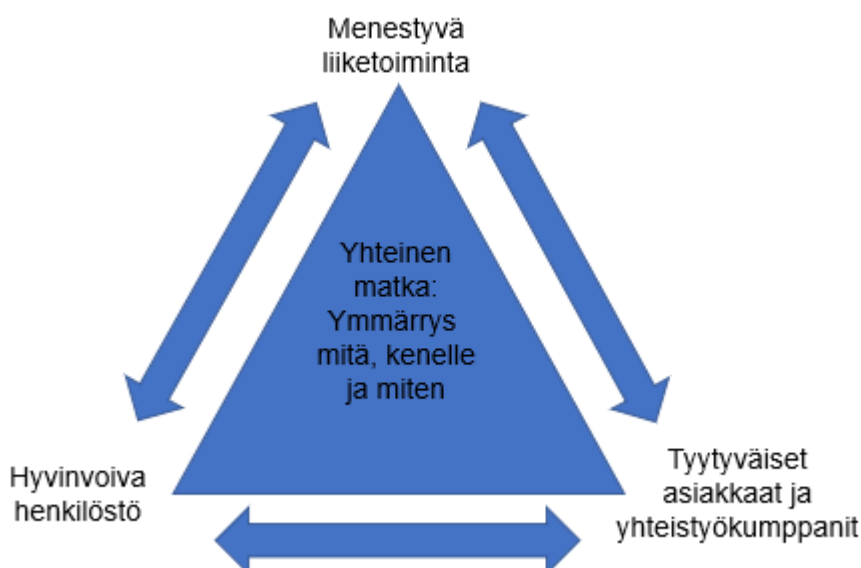 Menestyvä
liiketoiminta
Yhteinen
matka:
Ymmärrys
mitä, kenelle
ja miten
Hyvinvoiva
henkilöstö
Tyytyväiset
asiakkaat ja
yhteistyökumppanit